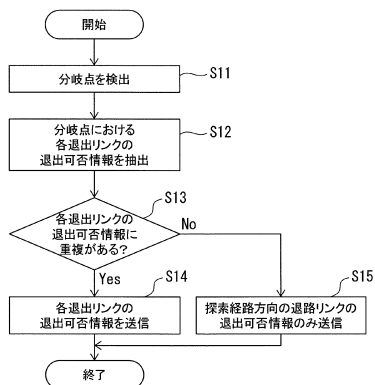 開始
分岐点を検出
S11
分岐点における
各退出リンクの
退出可否情報を抽出
S12
各退出リンクの
退出可否情報に
重複がある?
S13
No
Yes
各退出リンクの
退出可否情報を送信
S14
探索経路方向の退路リンクの
退出可否情報のみ送信
S15
終了